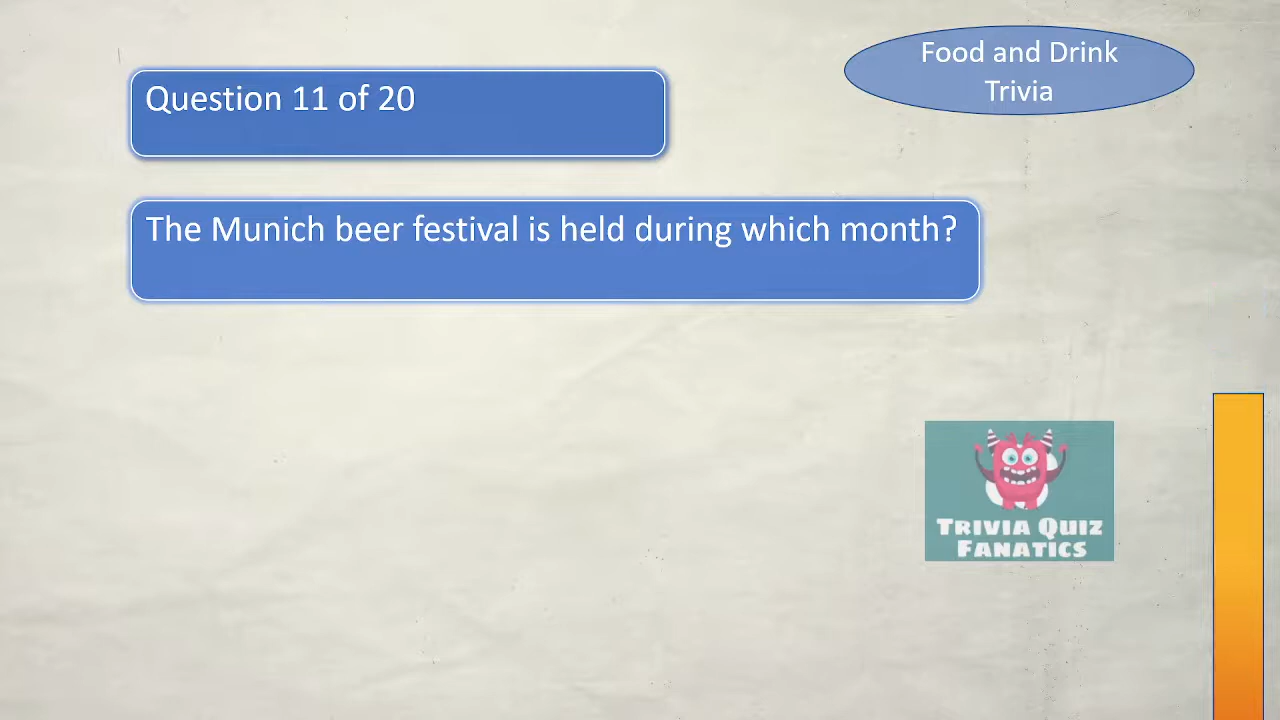 Food and Drink
Trivia
Question 11 of 20
The Munich beer festival is held during which month?
TRIVIA QUIZ
FANATICS